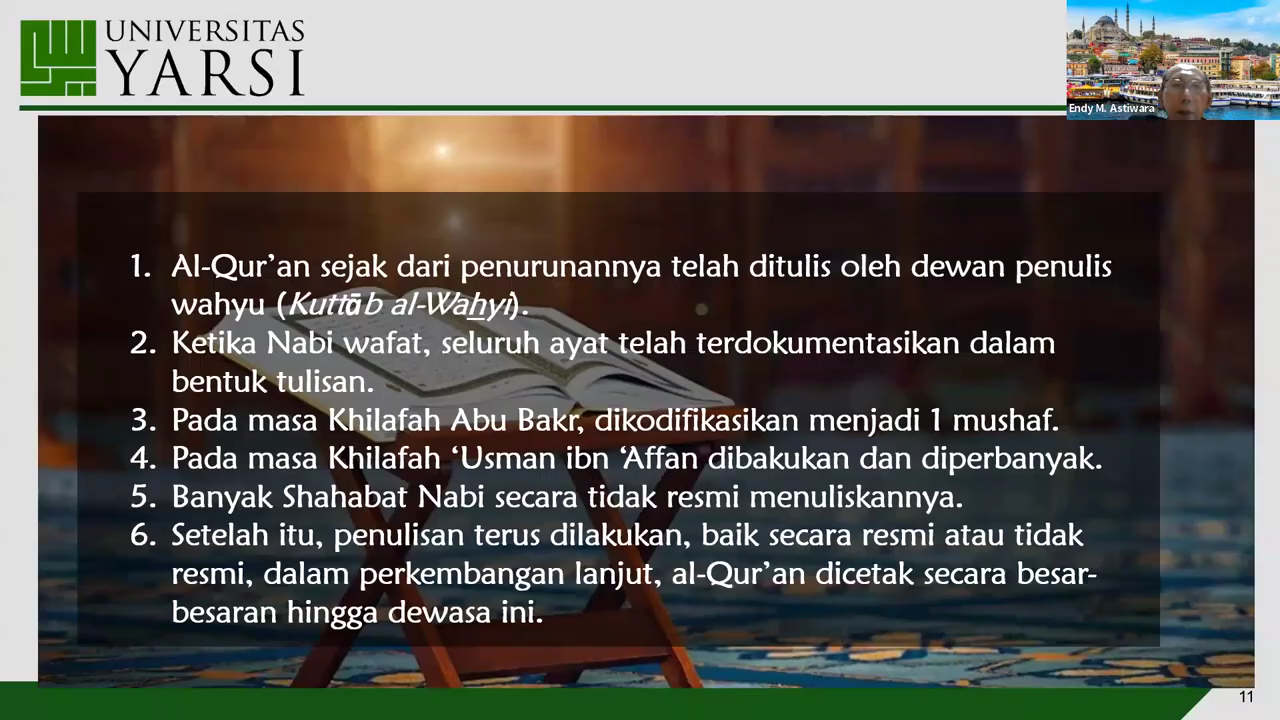 UNIVERSITAS
YARSI
Endy M. Astiwara
1. Al-Qur’an sejak dari penurunannya telah ditulis oleh dewan penulis
wahyu (Kuttāb al-Wahyi).
2. Ketika Nabi wafat, seluruh ayat telah terdokumentasikan dalam
bentuk tulisan.
3. Pada masa Khilafah Abu Bakr, dikodifikasikan menjadi 1 mushaf.
4. Pada masa Khilafah ‘Usman ibn ‘Affan dibakukan dan diperbanyak.
5. Banyak Shahabat Nabi secara tidak resmi menuliskannya.
6. Setelah itu, penulisan terus dilakukan, baik secara resmi atau tidak
resmi, dalam perkembangan lanjut, al-Qur’an dicetak secara besar-
besaran hingga dewasa ini.
11